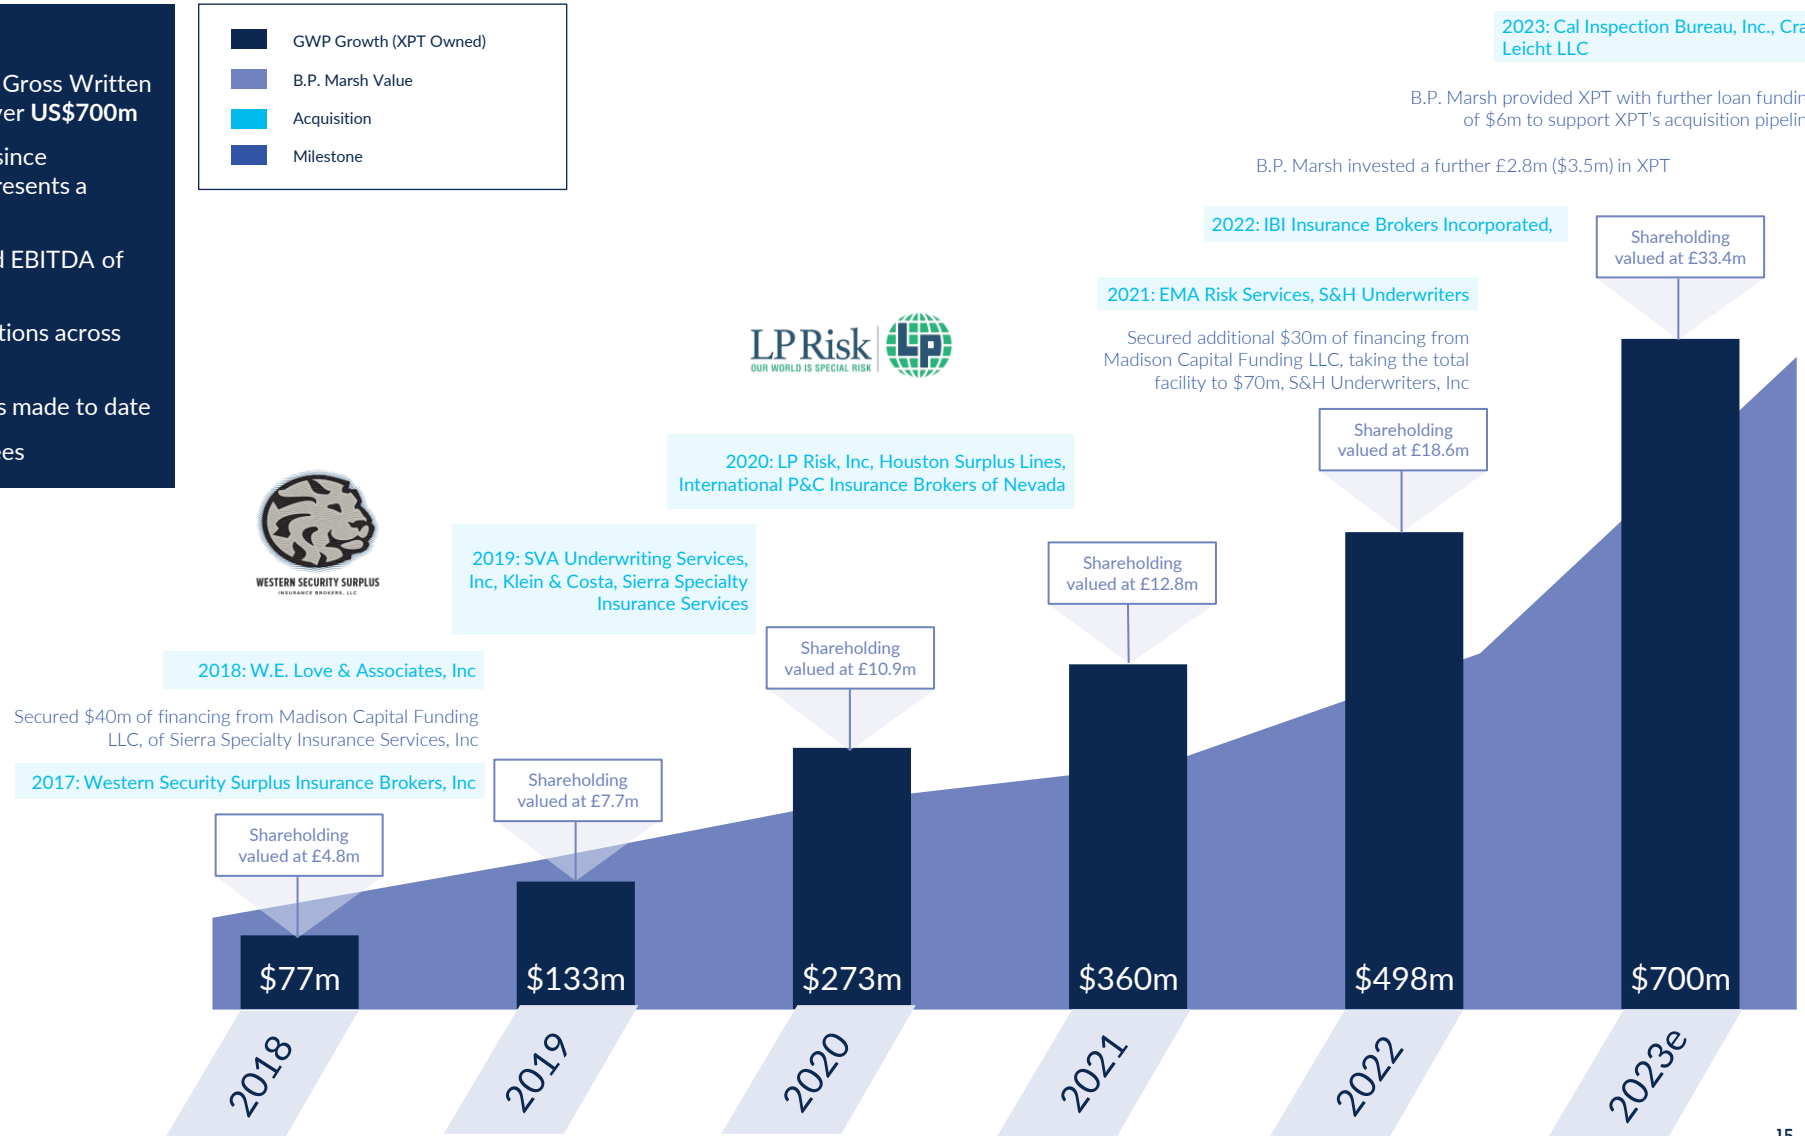 Gross Written
er US$700m
since
resents a
d EBITDA of
tions across
s made to date
ees
GWP Growth (XPT Owned)
B.P. Marsh Value
Acquisition
Milestone
2023: Cal Inspection Bureau, Inc., Cra
Leicht LLC
B.P. Marsh provided XPT with further loan fundin
of $6m to support XPT's acquisition pipelin
B.P. Marsh invested a further £2.8m ($3.5m) in XPT
2022: IBI Insurance Brokers Incorporated,
Shareholding
valued at £33.4m
2021: EMA Risk Services, S&H Underwriters
Secured additional $30m of financing from
Madison Capital Funding LLC, taking the total
facility to $70m, S&H Underwriters, Inc
Shareholding
valued at £18.6m
LP Risk
OUR WORLD IS SPECIAL RISK
Lp
2020: LP Risk, Inc, Houston Surplus Lines,
International P&C Insurance Brokers of Nevada
Shareholding
valued at £12.8m
WESTERN SECURITY SURPLUS
INSURANCE BROKERS, LLC
2019: SVA Underwriting Services,
Inc, Klein & Costa, Sierra Specialty
Insurance Services
Shareholding
valued at £10.9m
2018: W.E. Love & Associates, Inc
Secured $40m of financing from Madison Capital Funding
LLC, of Sierra Specialty Insurance Services, Inc
2017: Western Security Surplus Insurance Brokers, Inc
Shareholding
valued at £7.7m
Shareholding
valued at £4.8m
$77m
$133m
$273m
$360m
$498m
$700m
2018
2019
2020
2021
2022
2023e
15